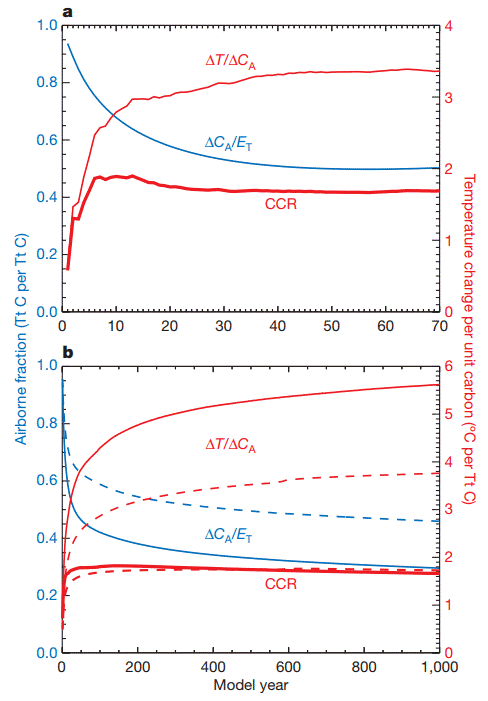 a
1.0
0.8
0.6
0.4
0.2
0.0
4
3
2
1
0
ΔT/ΔC_A
ΔC_A/E_T
CCR
0 10 20 30 40 50 60 70
Airborne fraction (Tt C per Tt C)
Temperature change per unit carbon (°C per Tt C)
b
1.0
0.8
0.6
0.4
0.2
0.0
6
5
4
3
2
1
0
ΔT/ΔC_A
ΔC_A/E_T
CCR
0 200 400 600 800 1,000
Model year